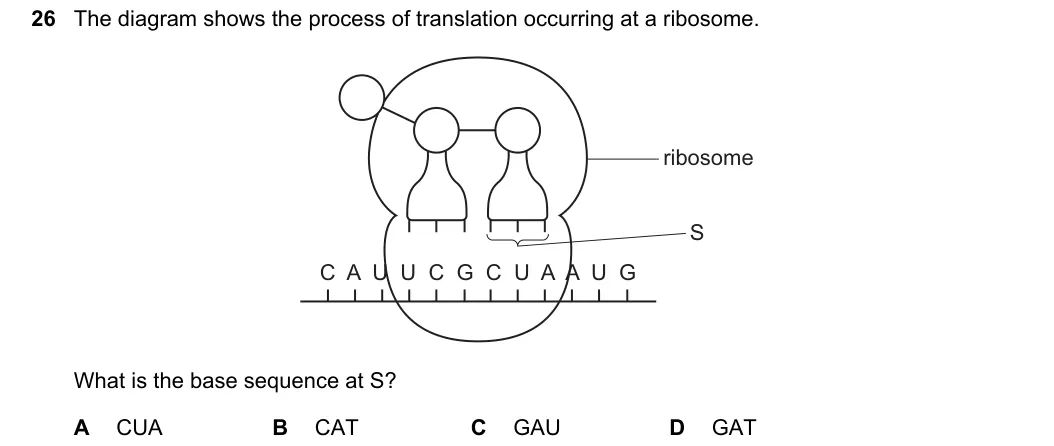 26 The diagram shows the process of translation occurring at a ribosome.
ribosome
S
C A U U C G C U A A U G
What is the base sequence at S?
A CUA B CAT C GAU D GAT